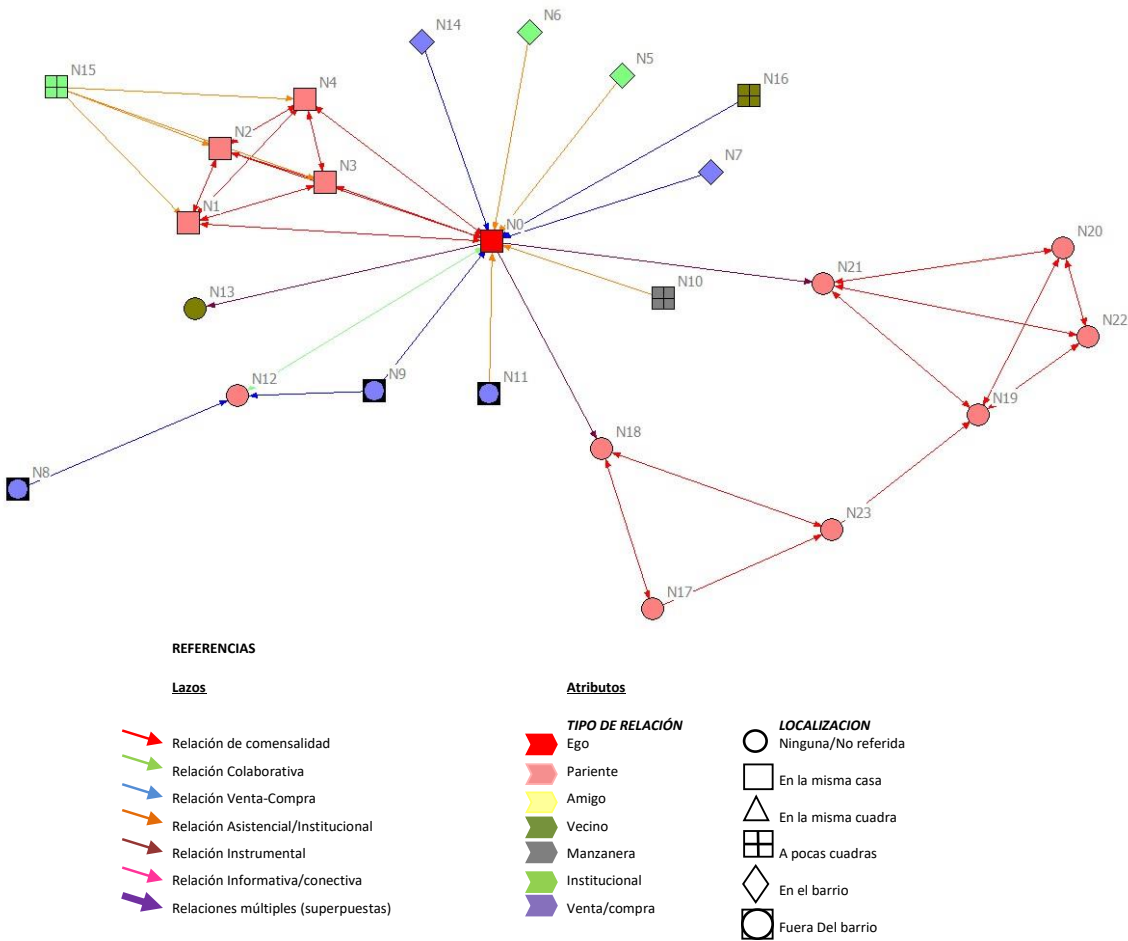 N14
N6
N5
N15
N4
N16
N2
N3
N7
N1
N0
N20
N21
N10
N13
N22
N12
N9
N11
N19
N18
N8
N23
N17
REFERENCIAS
Lazos
Relación de comensalidad
Relación Colaborativa
Relación Venta-Compra
Relación Asistencial/Institucional
Relación Instrumental
Relación Informativa/conectiva
Relaciones múltiples (superpuestas)
Atributos
TIPO DE RELACIÓN
Ego
Pariente
Amigo
Vecino
Manzanera
Institucional
Venta/compra
LOCALIZACION
Ninguna/No referida
En la misma casa
En la misma cuadra
A pocas cuadras
En el barrio
Fuera Del barrio